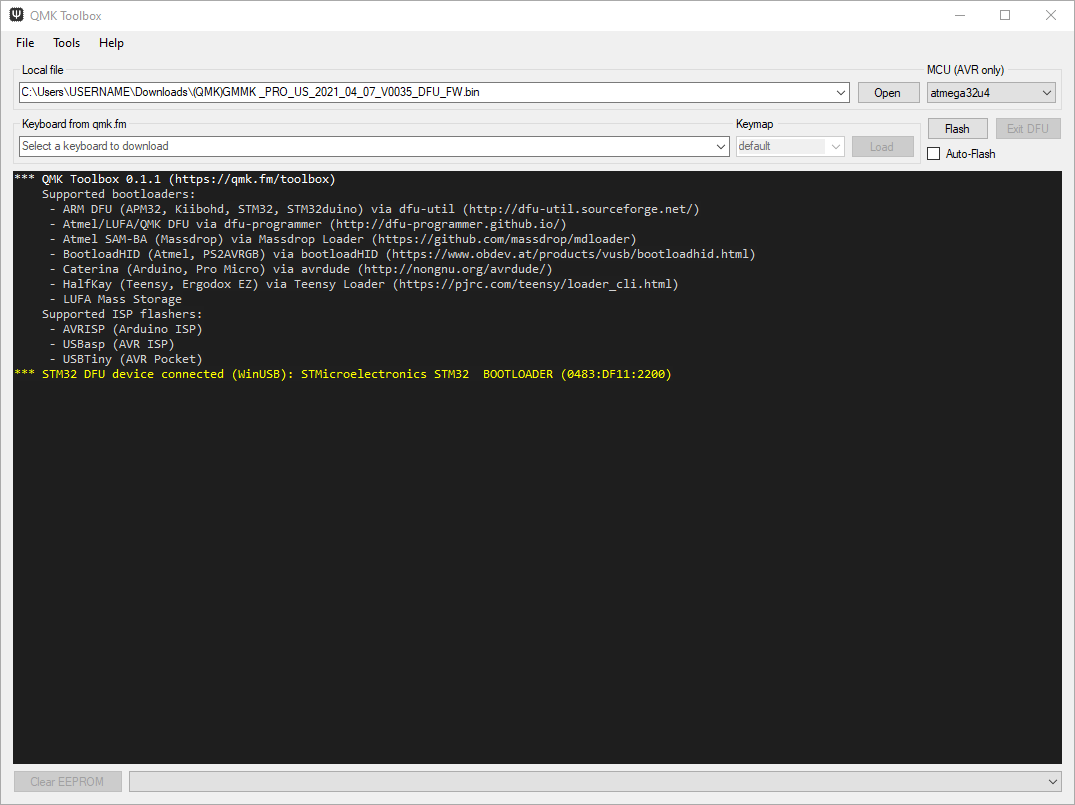 QMK Toolbox
File Tools Help
Local file
MCU (AVR only)
C:\Users\USERNAME\Downloads\(QMK)GMMK _PRO_US_2021_04_07_V0035_DFU_FW.bin
Open
atmega32u4
Keyboard from qmk.fm
Keymap
Flash
Exit DFU
Select a keyboard to download
default
Load
Auto-Flash
*** QMK Toolbox 0.1.1 (https://qmk.fm/toolbox)
Supported bootloaders:
- ARM DFU (APM32, Kiibohd, STM32, STM32duino) via dfu-util (http://dfu-util.sourceforge.net/)
- Atmel/LUFA/QMK DFU via dfu-programmer (http://dfu-programmer.github.io/)
- Atmel SAM-BA (Massdrop) via Massdrop Loader (https://github.com/massdrop/mdloader)
- BootloadHID (Atmel, PS2AVRGB) via bootloadHID (https://www.obdev.at/products/vusb/bootloadhid.html)
- Caterina (Arduino, Pro Micro) via avrdude (http://nongnu.org/avrdude/)
- HalfKay (Teensy, Ergodox EZ) via Teensy Loader (https://pjrc.com/teensy/loader_cli.html)
- LUFA Mass Storage
Supported ISP flashers:
- AVRISP (Arduino ISP)
- USBasp (AVR ISP)
- USBTiny (AVR Pocket)
*** STM32 DFU device connected (WinUSB): STMicroelectronics STM32  BOOTLOADER (0483:DF11:2200)
Clear EEPROM